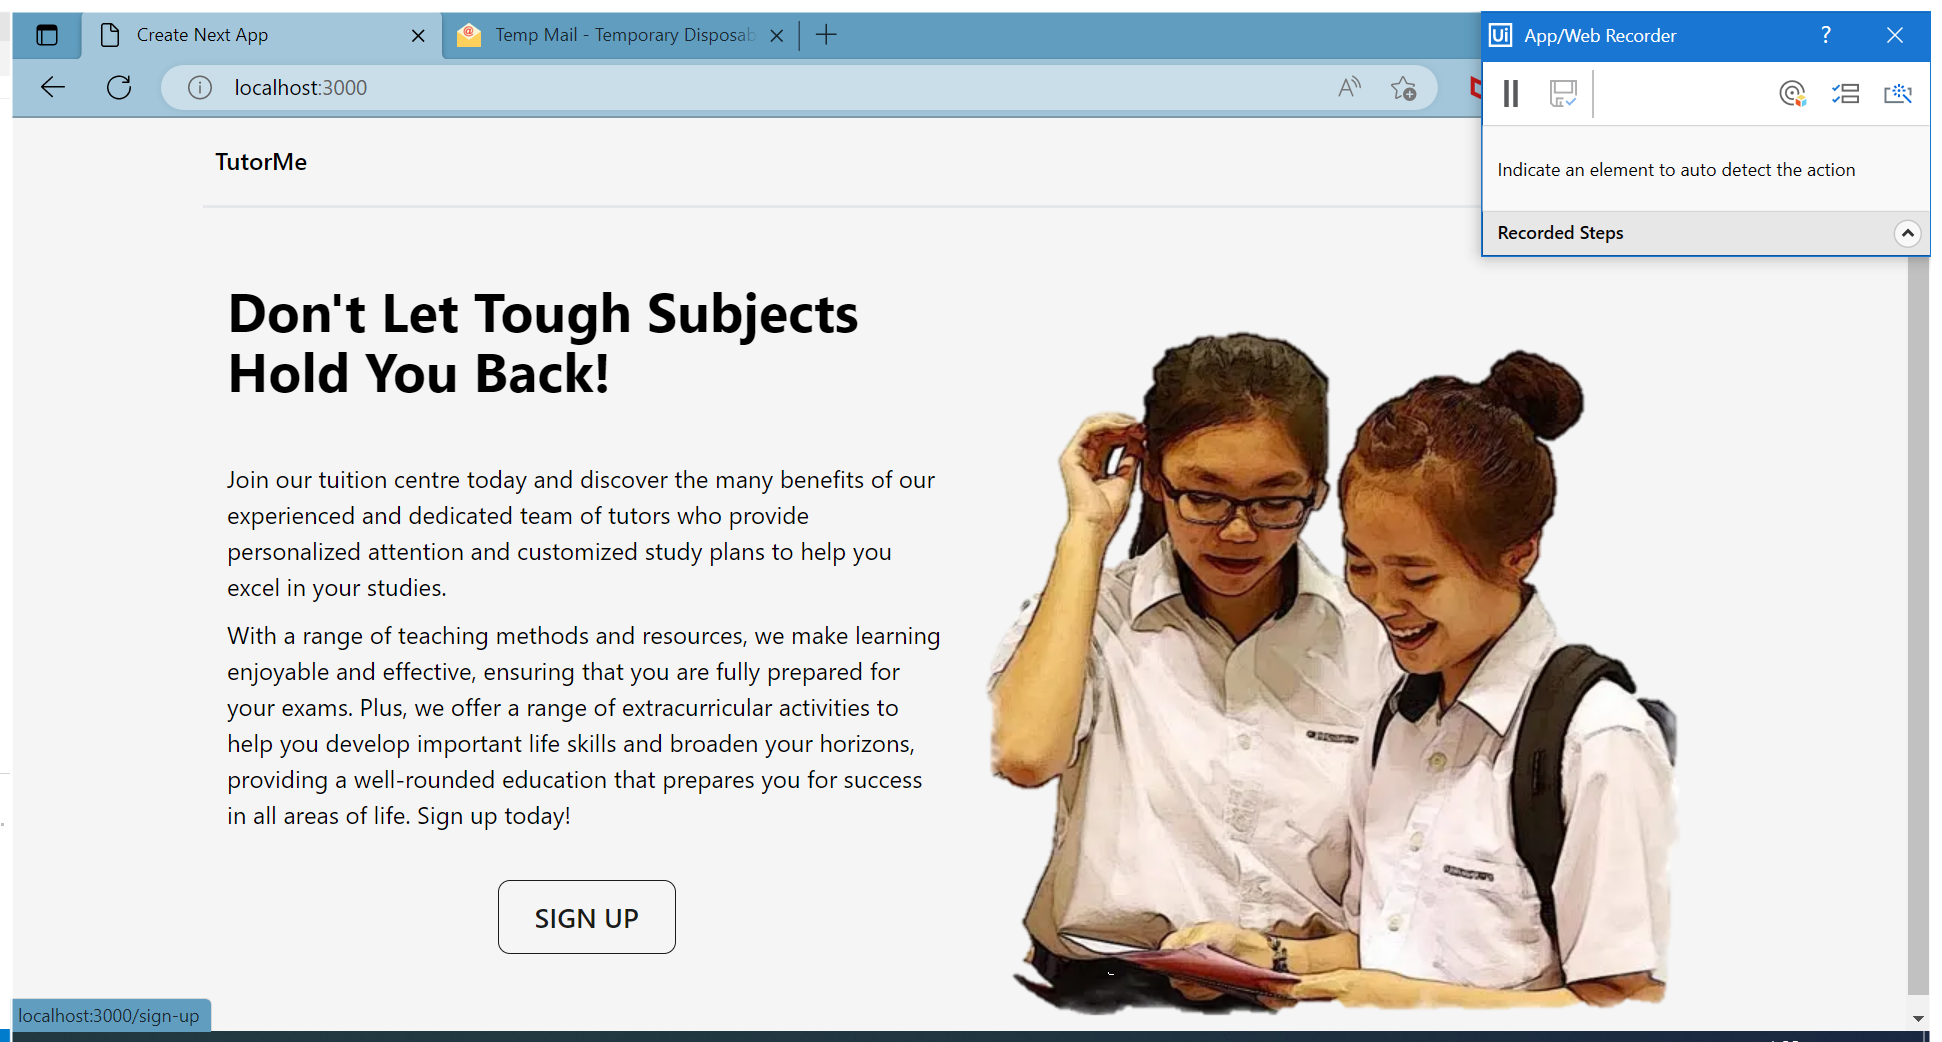 Create Next App
Temp Mail - Temporary Disposab
Ui App/Web Recorder ?
localhost:3000
Indicate an element to auto detect the action
Recorded Steps
TutorMe
Don't Let Tough Subjects
Hold You Back!
Join our tuition centre today and discover the many benefits of our
experienced and dedicated team of tutors who provide
personalized attention and customized study plans to help you
excel in your studies.
With a range of teaching methods and resources, we make learning
enjoyable and effective, ensuring that you are fully prepared for
your exams. Plus, we offer a range of extracurricular activities to
help you develop important life skills and broaden your horizons,
providing a well-rounded education that prepares you for success
in all areas of life. Sign up today!
SIGN UP
localhost:3000/sign-up